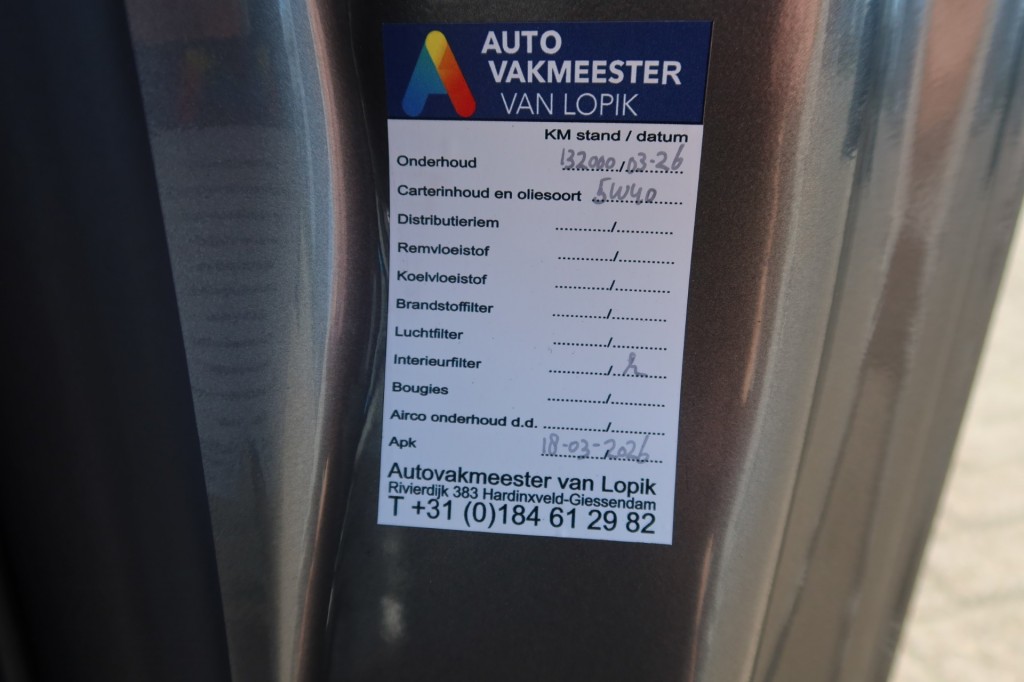 AUTO
VAKMEESTER
VAN LOPIK
KM stand / datum
Onderhoud 132000/03-26
Carterinhoud en oliesoort 5W40
Distributieriem ........../..........
Remvloeistof ........../..........
Koelvloeistof ........../..........
Brandstoffilter ........../..........
Luchtfilter ........../..........
Interieurfilter ........../..........
Bougies ........../..........
Airco onderhoud d.d. ........../..........
Apk 18-03-2026
Autovakmeester van Lopik
Rivierdijk 383 Hardinxveld-Giessendam
T +31 (0)184 61 29 82